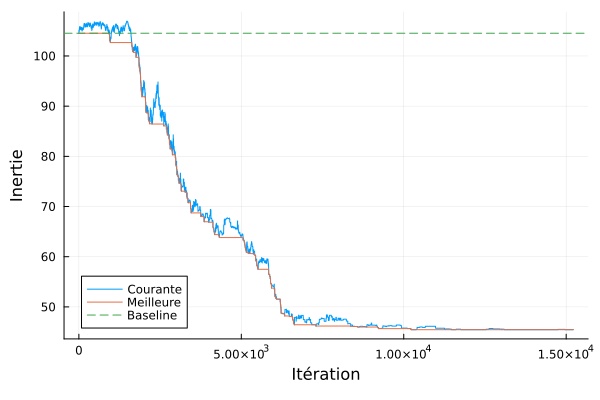 Inertie
100
90
80
70
60
50
Courante
Meilleure
Baseline
0
5.00×10³
1.00×10⁴
1.50×10⁴
Itération